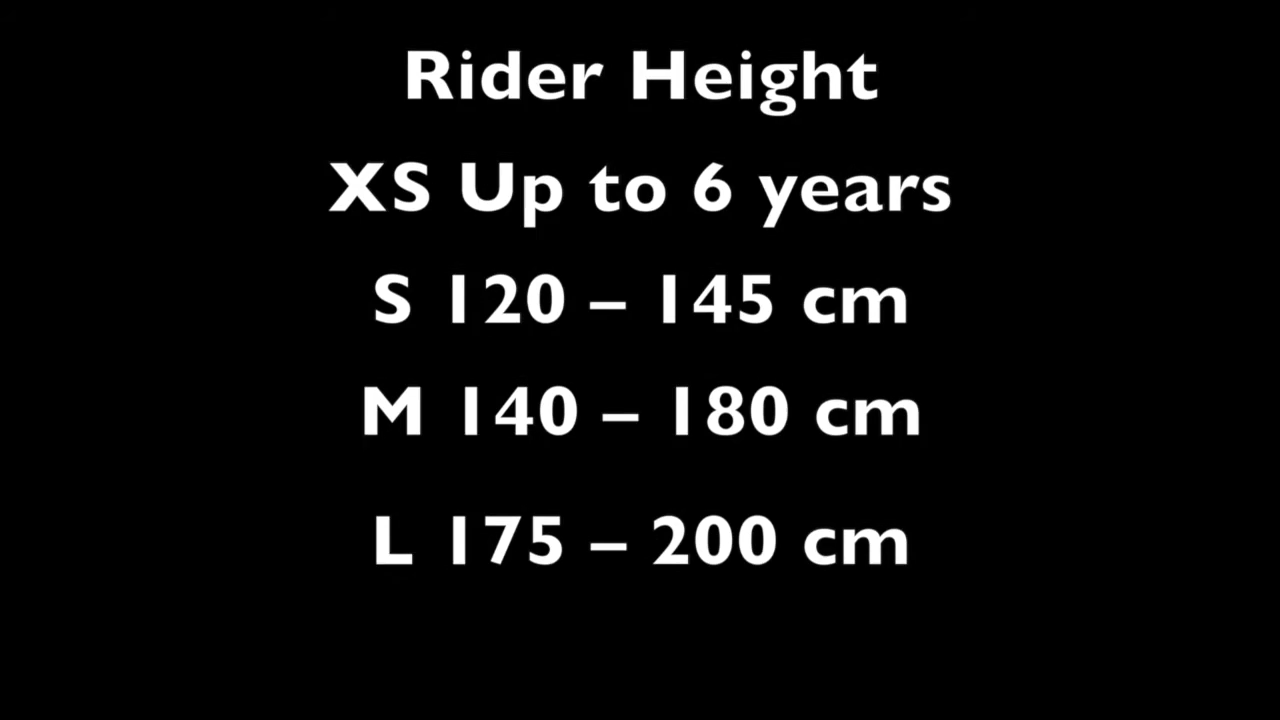 Rider Height
XS Up to 6 years
S 120 – 145 cm
M 140 – 180 cm
L 175 – 200 cm